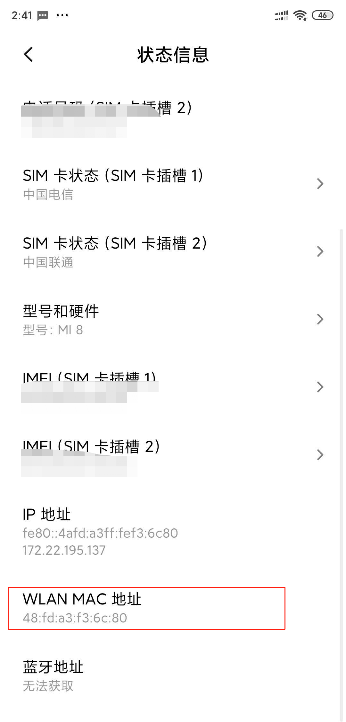 2:41
46
状态信息
电话号码 (SIM 卡插槽 2)
SIM 卡状态 (SIM 卡插槽 1)
中国电信
SIM 卡状态 (SIM 卡插槽 2)
中国联通
型号和硬件
型号: MI 8
IMEI (SIM 卡插槽 1)
IMEI (SIM 卡插槽 2)
IP 地址
fe80::4afd:a3ff:fef3:6c80
172.22.195.137
WLAN MAC 地址
48:fd:a3:f3:6c:80
蓝牙地址
无法获取